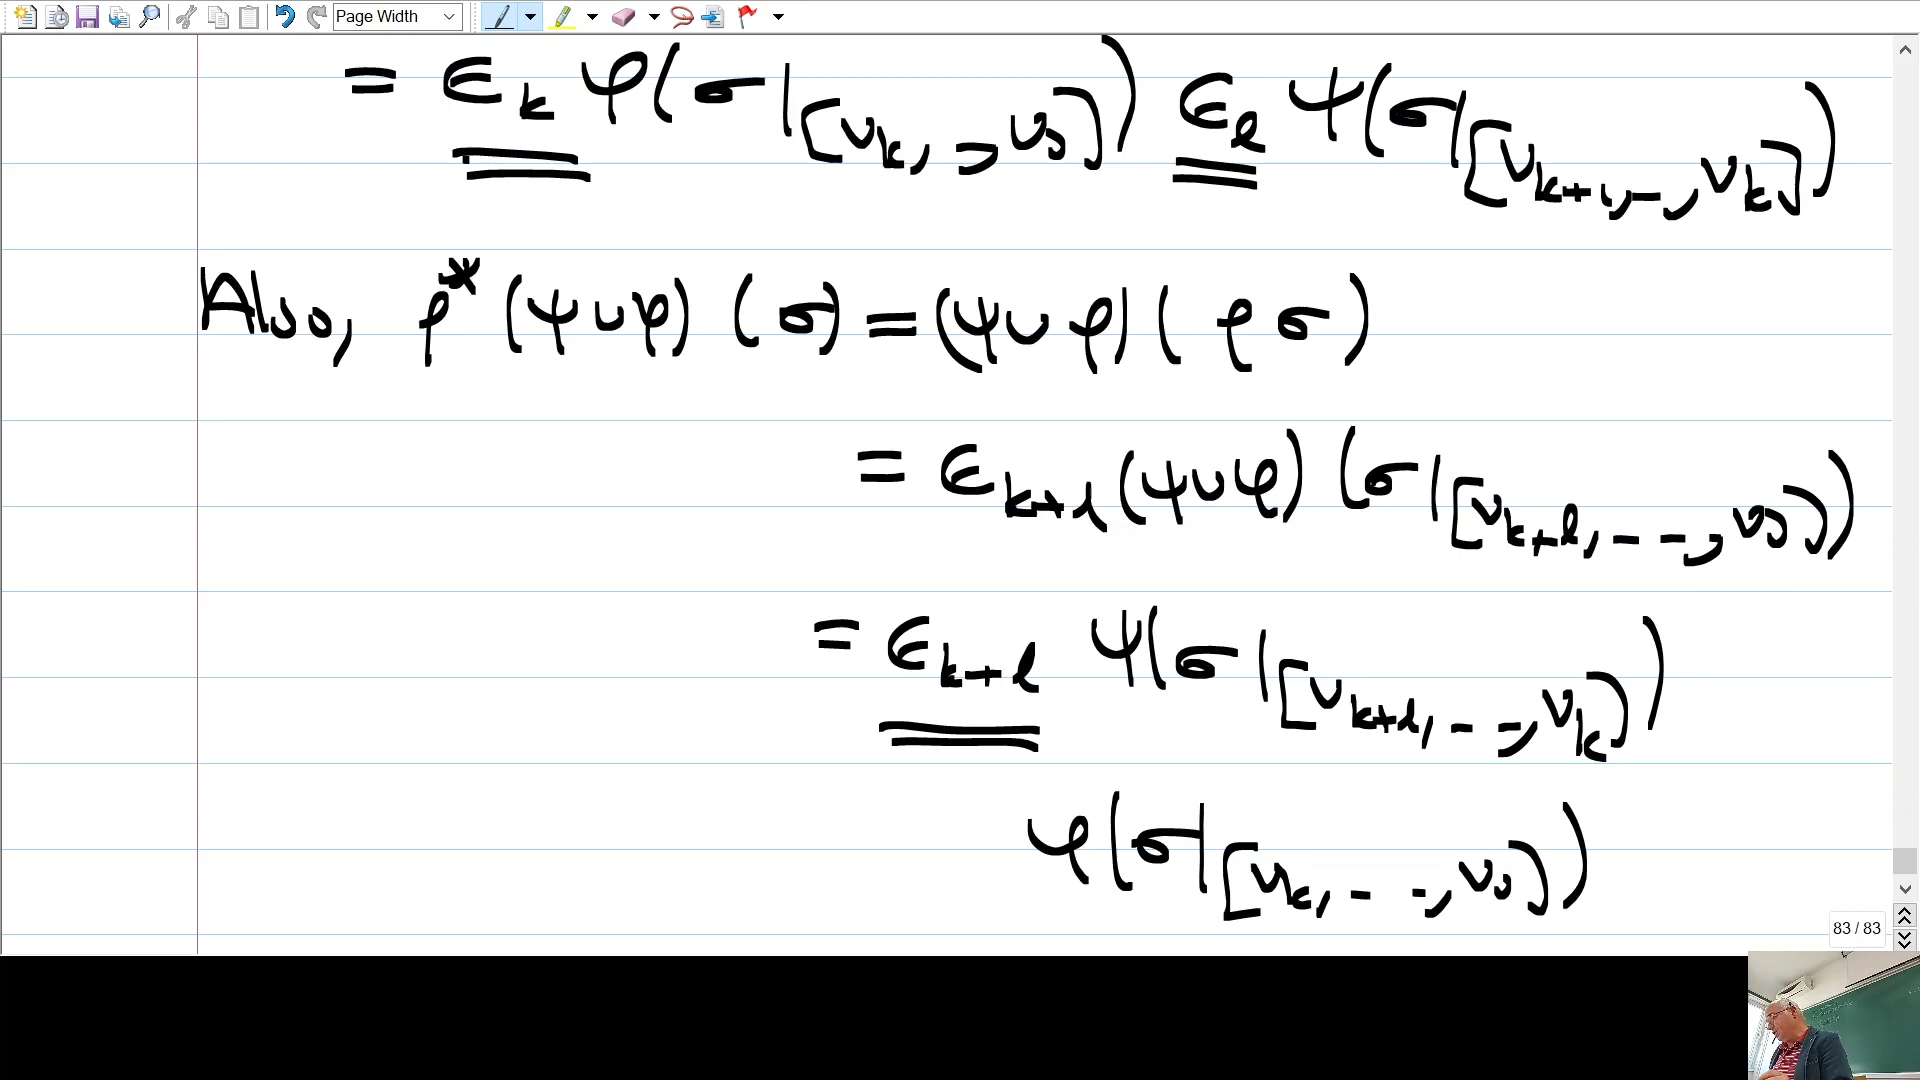 Page Width
= ϵ_k φ(σ|[v_k, , v_0]) ϵ_l ψ(σ|[v_{k+l}, -, v_k])
Also, ρ*(ψ∪φ)(σ) = (ψ∪φ)(ρσ)
= ϵ_{k+l}(ψ∪φ)(σ|[v_{k+l}, - -, v_0])
= ϵ_{k+l} ψ(σ|[v_{k+l}, - -, v_k])
φ(σ|[v_k, - -, v_0])
83 / 83